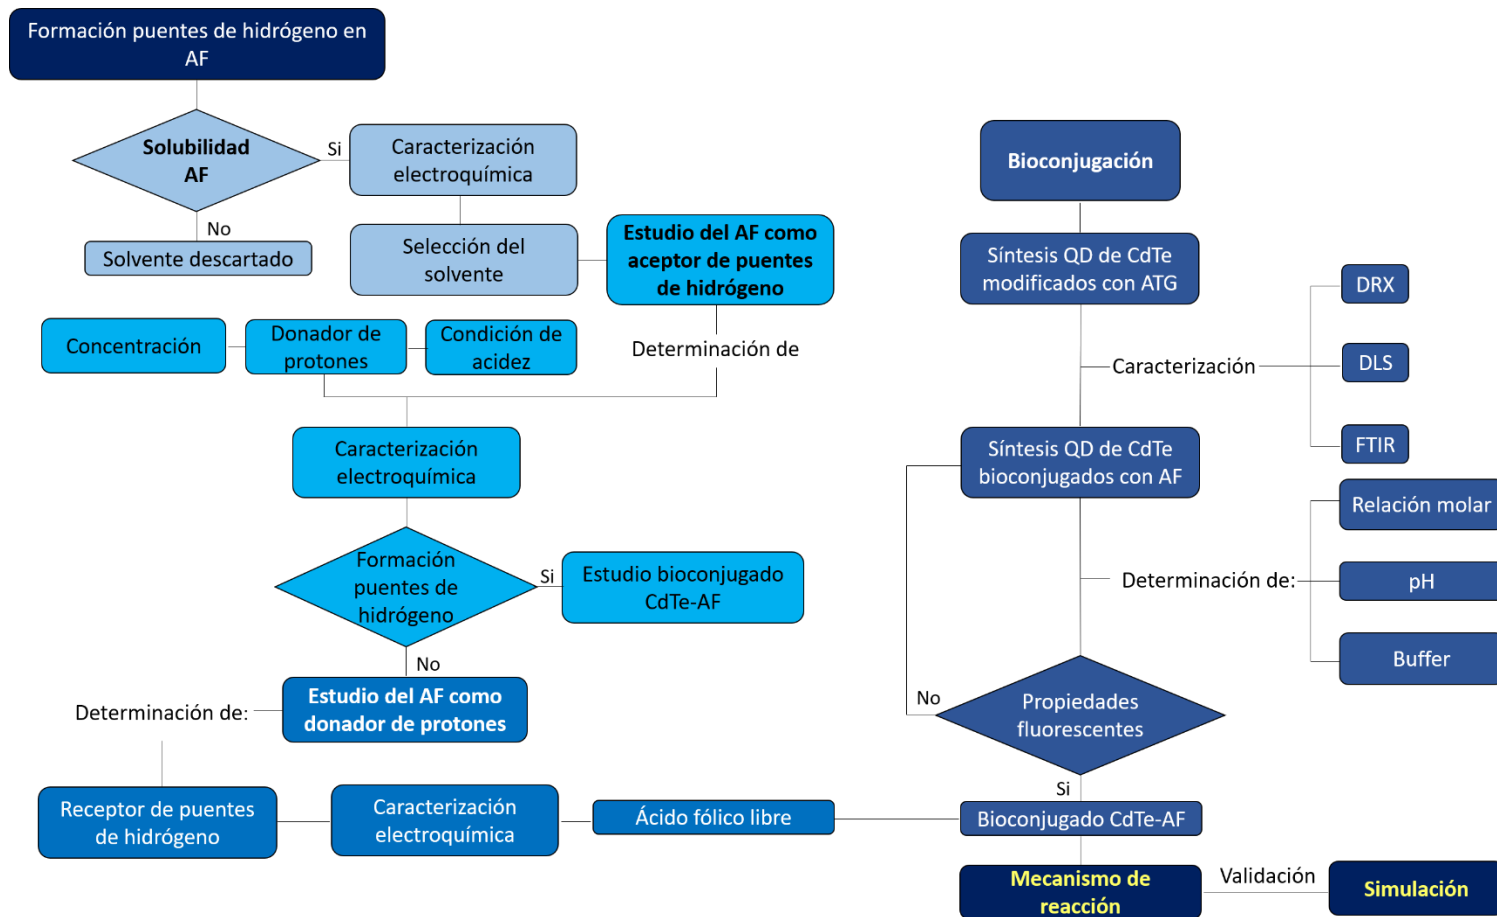 Formación puentes de hidrógeno en
AF
Solubilidad
AF
Si
Caracterización
electroquímica
No
Solvente descartado
Selección del
solvente
Estudio del AF como
aceptor de puentes
de hidrógeno
Concentración
Donador de
protones
Condición de
acidez
Determinación de
Caracterización
electroquímica
Formación
puentes de
hidrógeno
Si
Estudio bioconjugado
CdTe-AF
No
Estudio del AF como
donador de protones
Determinación de:
Receptor de puentes
de hidrógeno
Caracterización
electroquímica
Ácido fólico libre
Bioconjugación
Síntesis QD de CdTe
modificados con ATG
Caracterización
DRX
DLS
FTIR
Síntesis QD de CdTe
bioconjugados con AF
Determinación de:
Relación molar
pH
Buffer
Propiedades
fluorescentes
No
Si
Bioconjugado CdTe-AF
Mecanismo de
reacción
Validación
Simulación